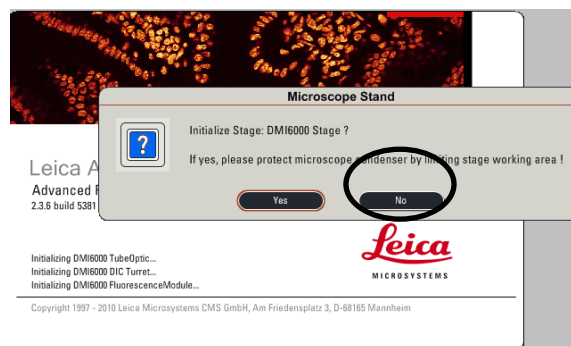 Microscope Stand
Initialize Stage: DMI6000 Stage ?
If yes, please protect microscope condenser by limiting stage working area !
Yes
No
Leica A
Advanced F
2.3.6 build 5381
Leica
MICROSYSTEMS
Initializing DMI6000 TubeOptic...
Initializing DMI6000 DIC Turret...
Initializing DMI6000 FluorescenceModule...
Copyright 1997 - 2010 Leica Microsystems CMS GmbH, Am Friedensplatz 3, D-68165 Mannheim